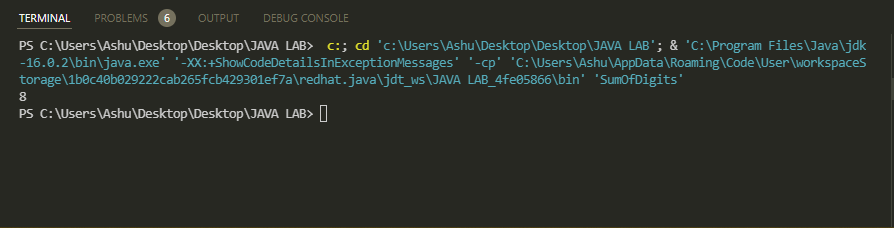 TERMINAL PROBLEMS 6 OUTPUT DEBUG CONSOLE
PS C:\Users\Ashu\Desktop\Desktop\JAVA LAB>  c:; cd 'c:\Users\Ashu\Desktop\Desktop\JAVA LAB'; & 'C:\Program Files\Java\jdk
-16.0.2\bin\java.exe' '-XX:+ShowCodeDetailsInExceptionMessages' '-cp' 'C:\Users\Ashu\AppData\Roaming\Code\User\workspaceS
torage\1b0c40b029222cab265fcb429301ef7a\redhat.java\jdt_ws\JAVA LAB_4fe05866\bin' 'SumOfDigits'
8
PS C:\Users\Ashu\Desktop\Desktop\JAVA LAB>